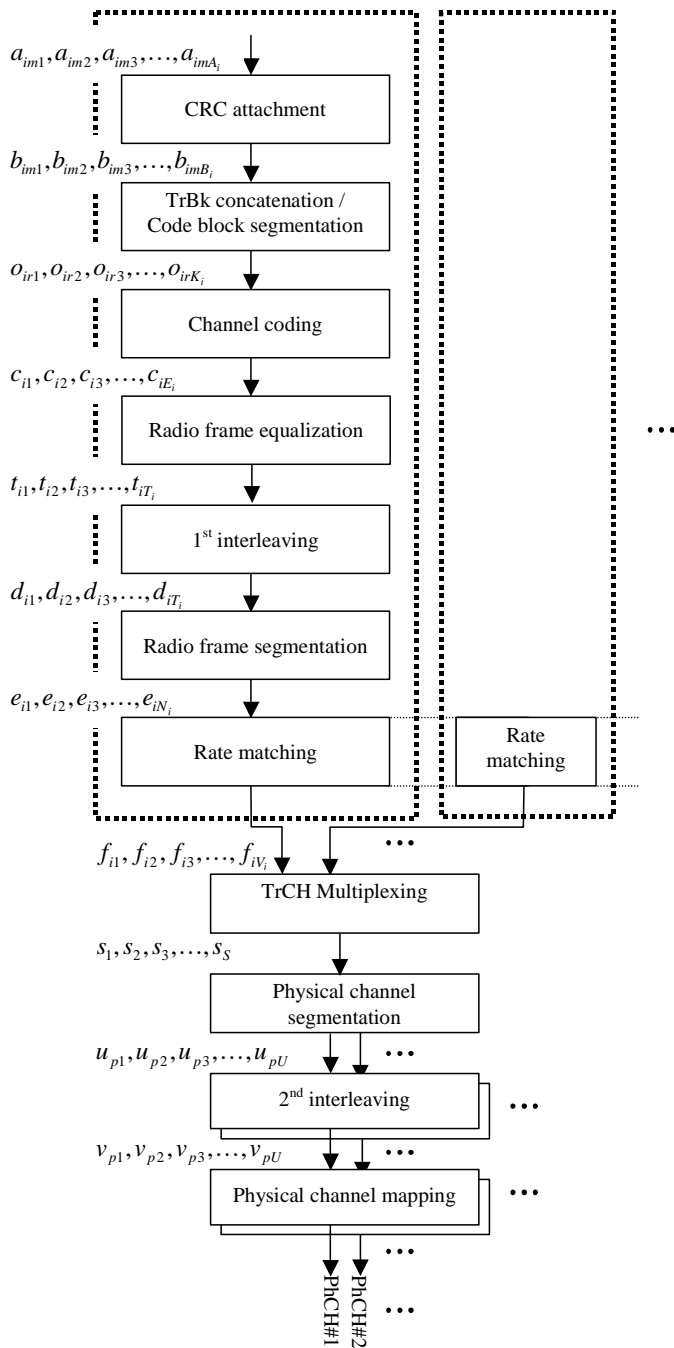 a_{im1}, a_{im2}, a_{im3}, …, a_{imA_i}
CRC attachment
b_{im1}, b_{im2}, b_{im3}, …, b_{imB_i}
TrBk concatenation /
Code block segmentation
o_{ir1}, o_{ir2}, o_{ir3}, …, o_{irK_i}
Channel coding
c_{i1}, c_{i2}, c_{i3}, …, c_{iE_i}
Radio frame equalization
…
t_{i1}, t_{i2}, t_{i3}, …, t_{iT_i}
1^{st} interleaving
d_{i1}, d_{i2}, d_{i3}, …, d_{iT_i}
Radio frame segmentation
e_{i1}, e_{i2}, e_{i3}, …, e_{iN_i}
Rate matching
Rate
matching
f_{i1}, f_{i2}, f_{i3}, …, f_{iV_i}
…
TrCH Multiplexing
s_1, s_2, s_3, …, s_S
Physical channel
segmentation
u_{p1}, u_{p2}, u_{p3}, …, u_{pU}
…
2^{nd} interleaving
…
v_{p1}, v_{p2}, v_{p3}, …, v_{pU}
…
Physical channel mapping
…
…
PhCH#1
PhCH#2
…